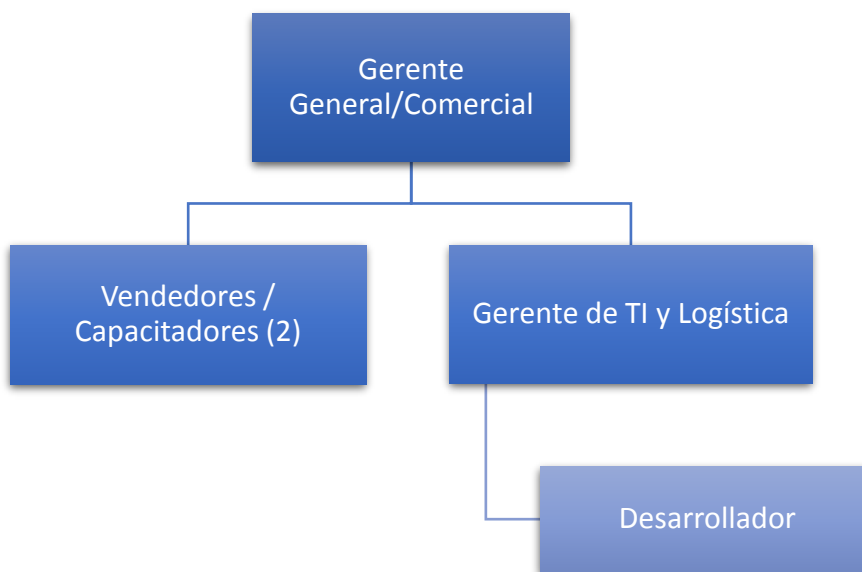 Gerente
General/Comercial
Vendedores /
Capacitadores (2)
Gerente de TI y Logística
Desarrollador